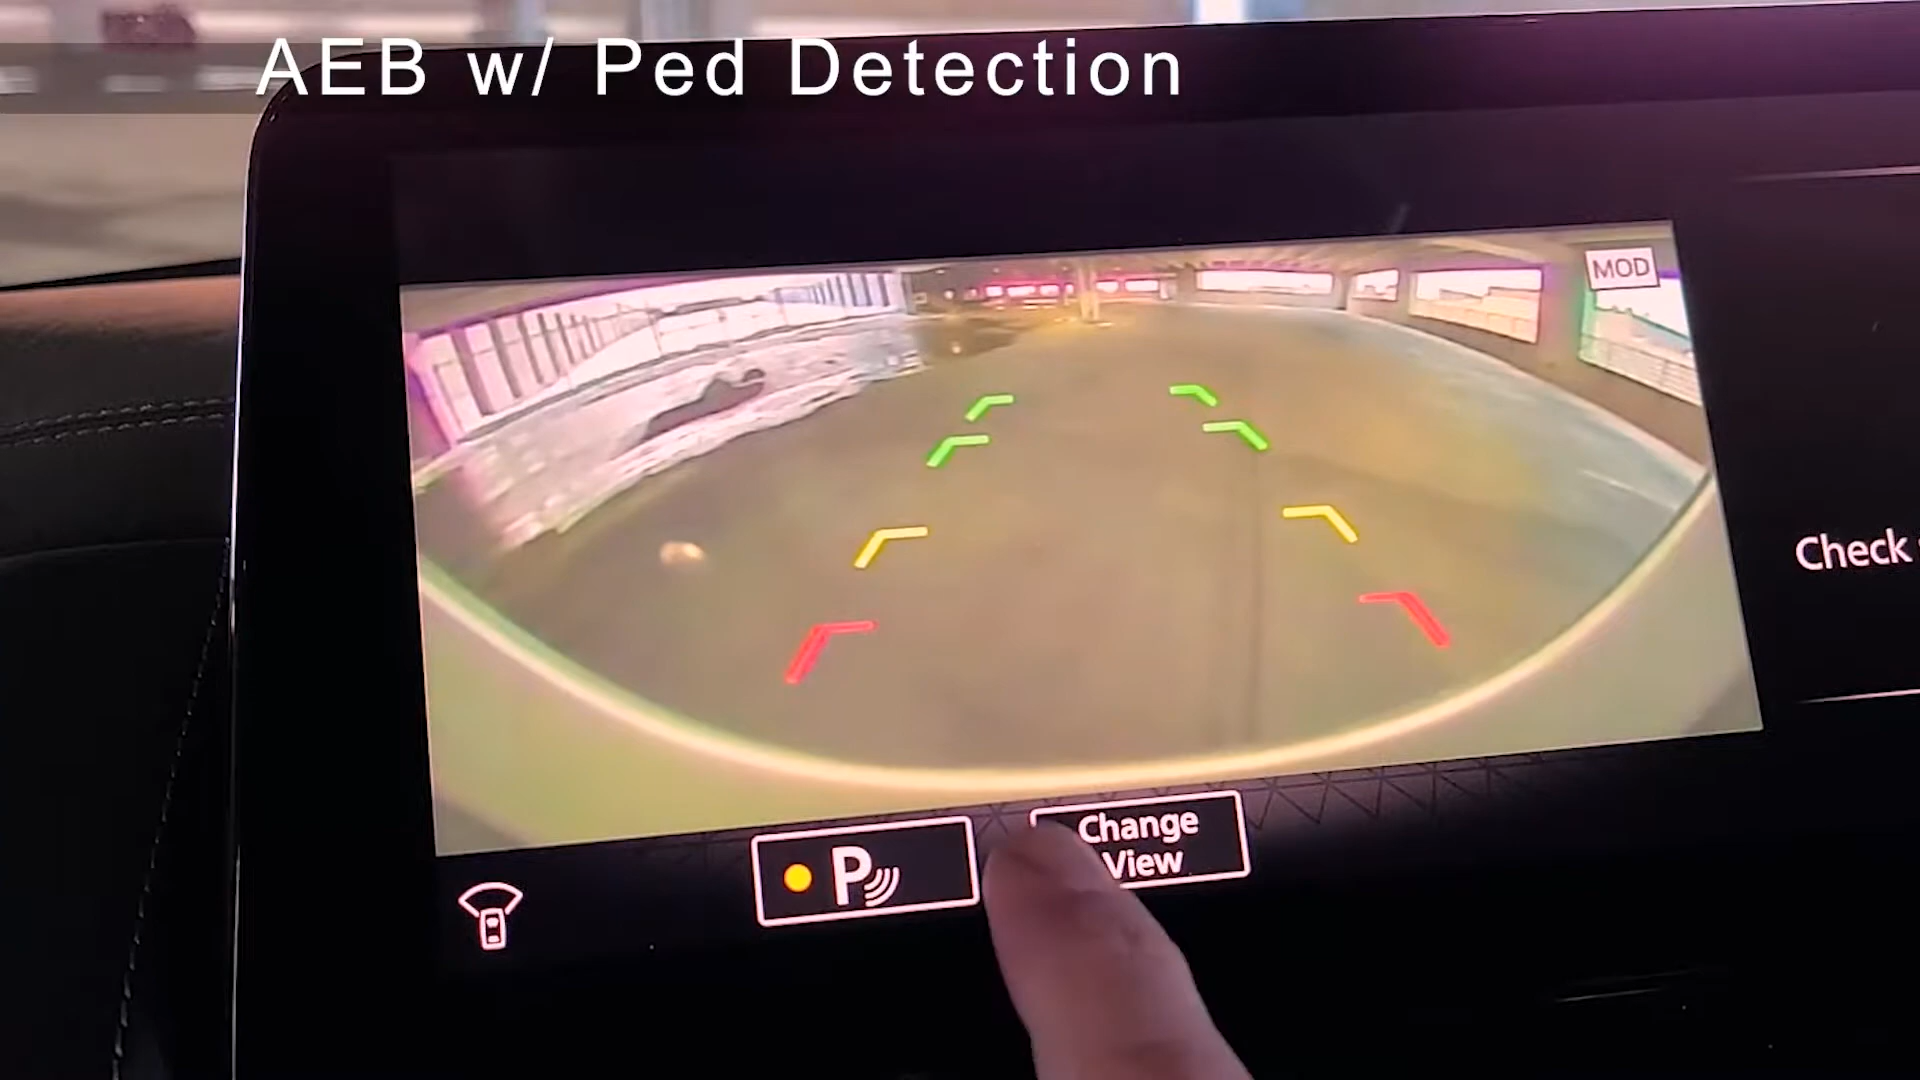 AEB w/ Ped Detection
MOD
Check
P
Change
View